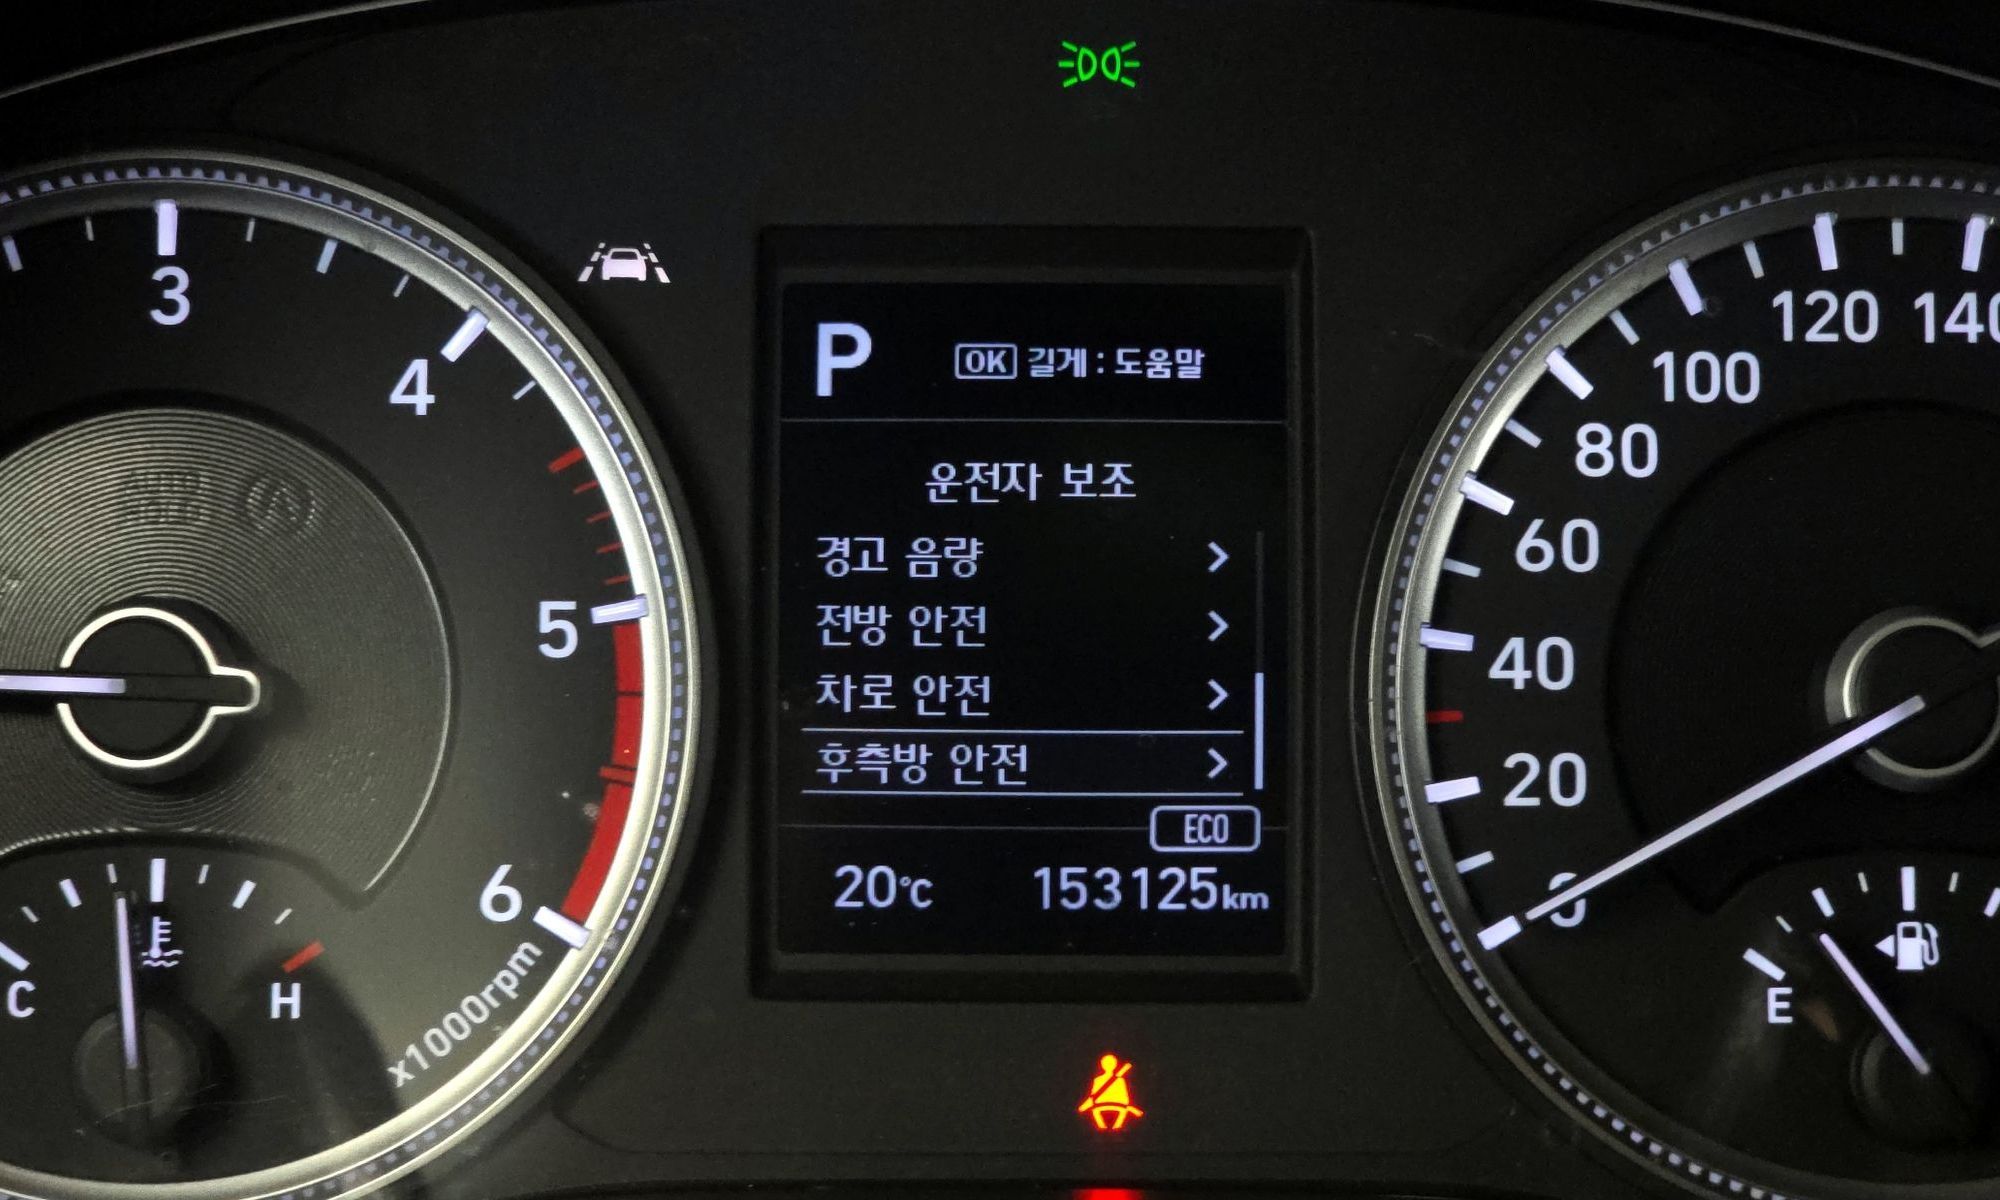 3
4
5
6
x1000rpm
C
H
P
OK 길게 : 도움말
운전자 보조
경고 음량
전방 안전
차로 안전
후측방 안전
ECO
20°C
153125km
140
120
100
80
60
40
20
0
E